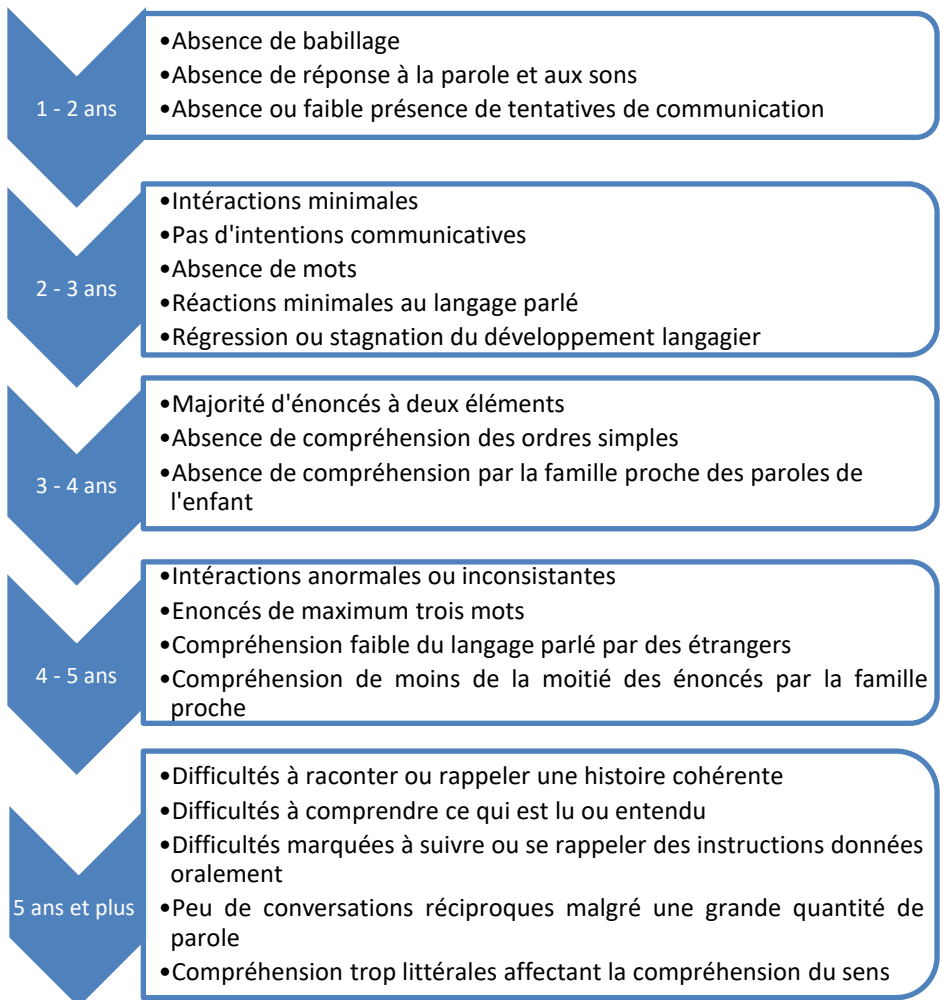 1 - 2 ans
•Absence de babillage
•Absence de réponse à la parole et aux sons
•Absence ou faible présence de tentatives de communication
2 - 3 ans
•Intéractions minimales
•Pas d'intentions communicatives
•Absence de mots
•Réactions minimales au langage parlé
•Régression ou stagnation du développement langagier
3 - 4 ans
•Majorité d'énoncés à deux éléments
•Absence de compréhension des ordres simples
•Absence de compréhension par la famille proche des paroles de
l'enfant
4 - 5 ans
•Intéractions anormales ou inconsistantes
•Enoncés de maximum trois mots
•Compréhension faible du langage parlé par des étrangers
•Compréhension de moins de la moitié des énoncés par la famille
proche
5 ans et plus
•Difficultés à raconter ou rappeler une histoire cohérente
•Difficultés à comprendre ce qui est lu ou entendu
•Difficultés marquées à suivre ou se rappeler des instructions données
oralement
•Peu de conversations réciproques malgré une grande quantité de
parole
•Compréhension trop littérales affectant la compréhension du sens